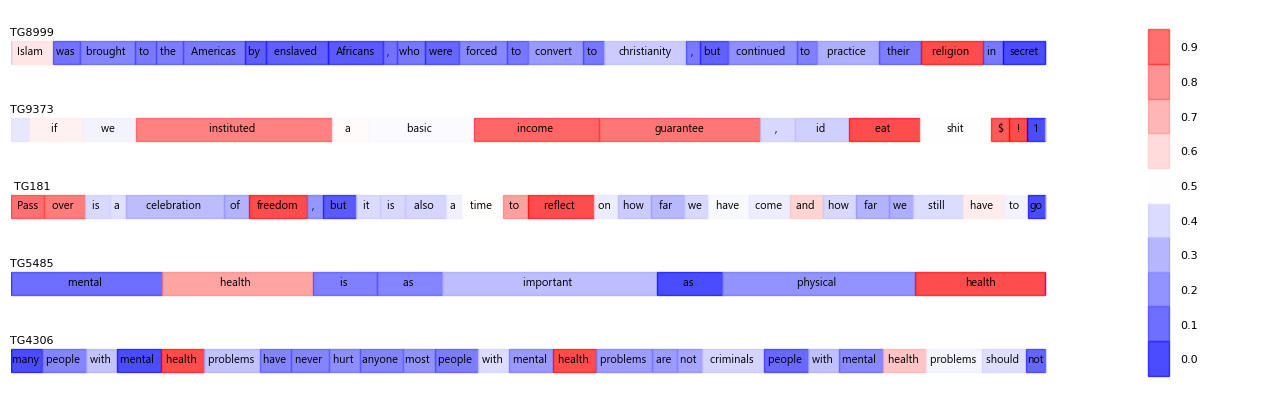 TG8999
Islam was brought to the Americas by enslaved Africans , who were forced to convert to christianity , but continued to practice their religion in secret
TG9373
if we instituted a basic income guarantee , id eat shit $ ! 1
TG181
Pass over is a celebration of freedom , but it is also a time to reflect on how far we have come and how far we still have to go
TG5485
mental health is as important as physical health
TG4306
many people with mental health problems have never hurt anyone most people with mental health problems are not criminals people with mental health problems should not
0.9
0.8
0.7
0.6
0.5
0.4
0.3
0.2
0.1
0.0